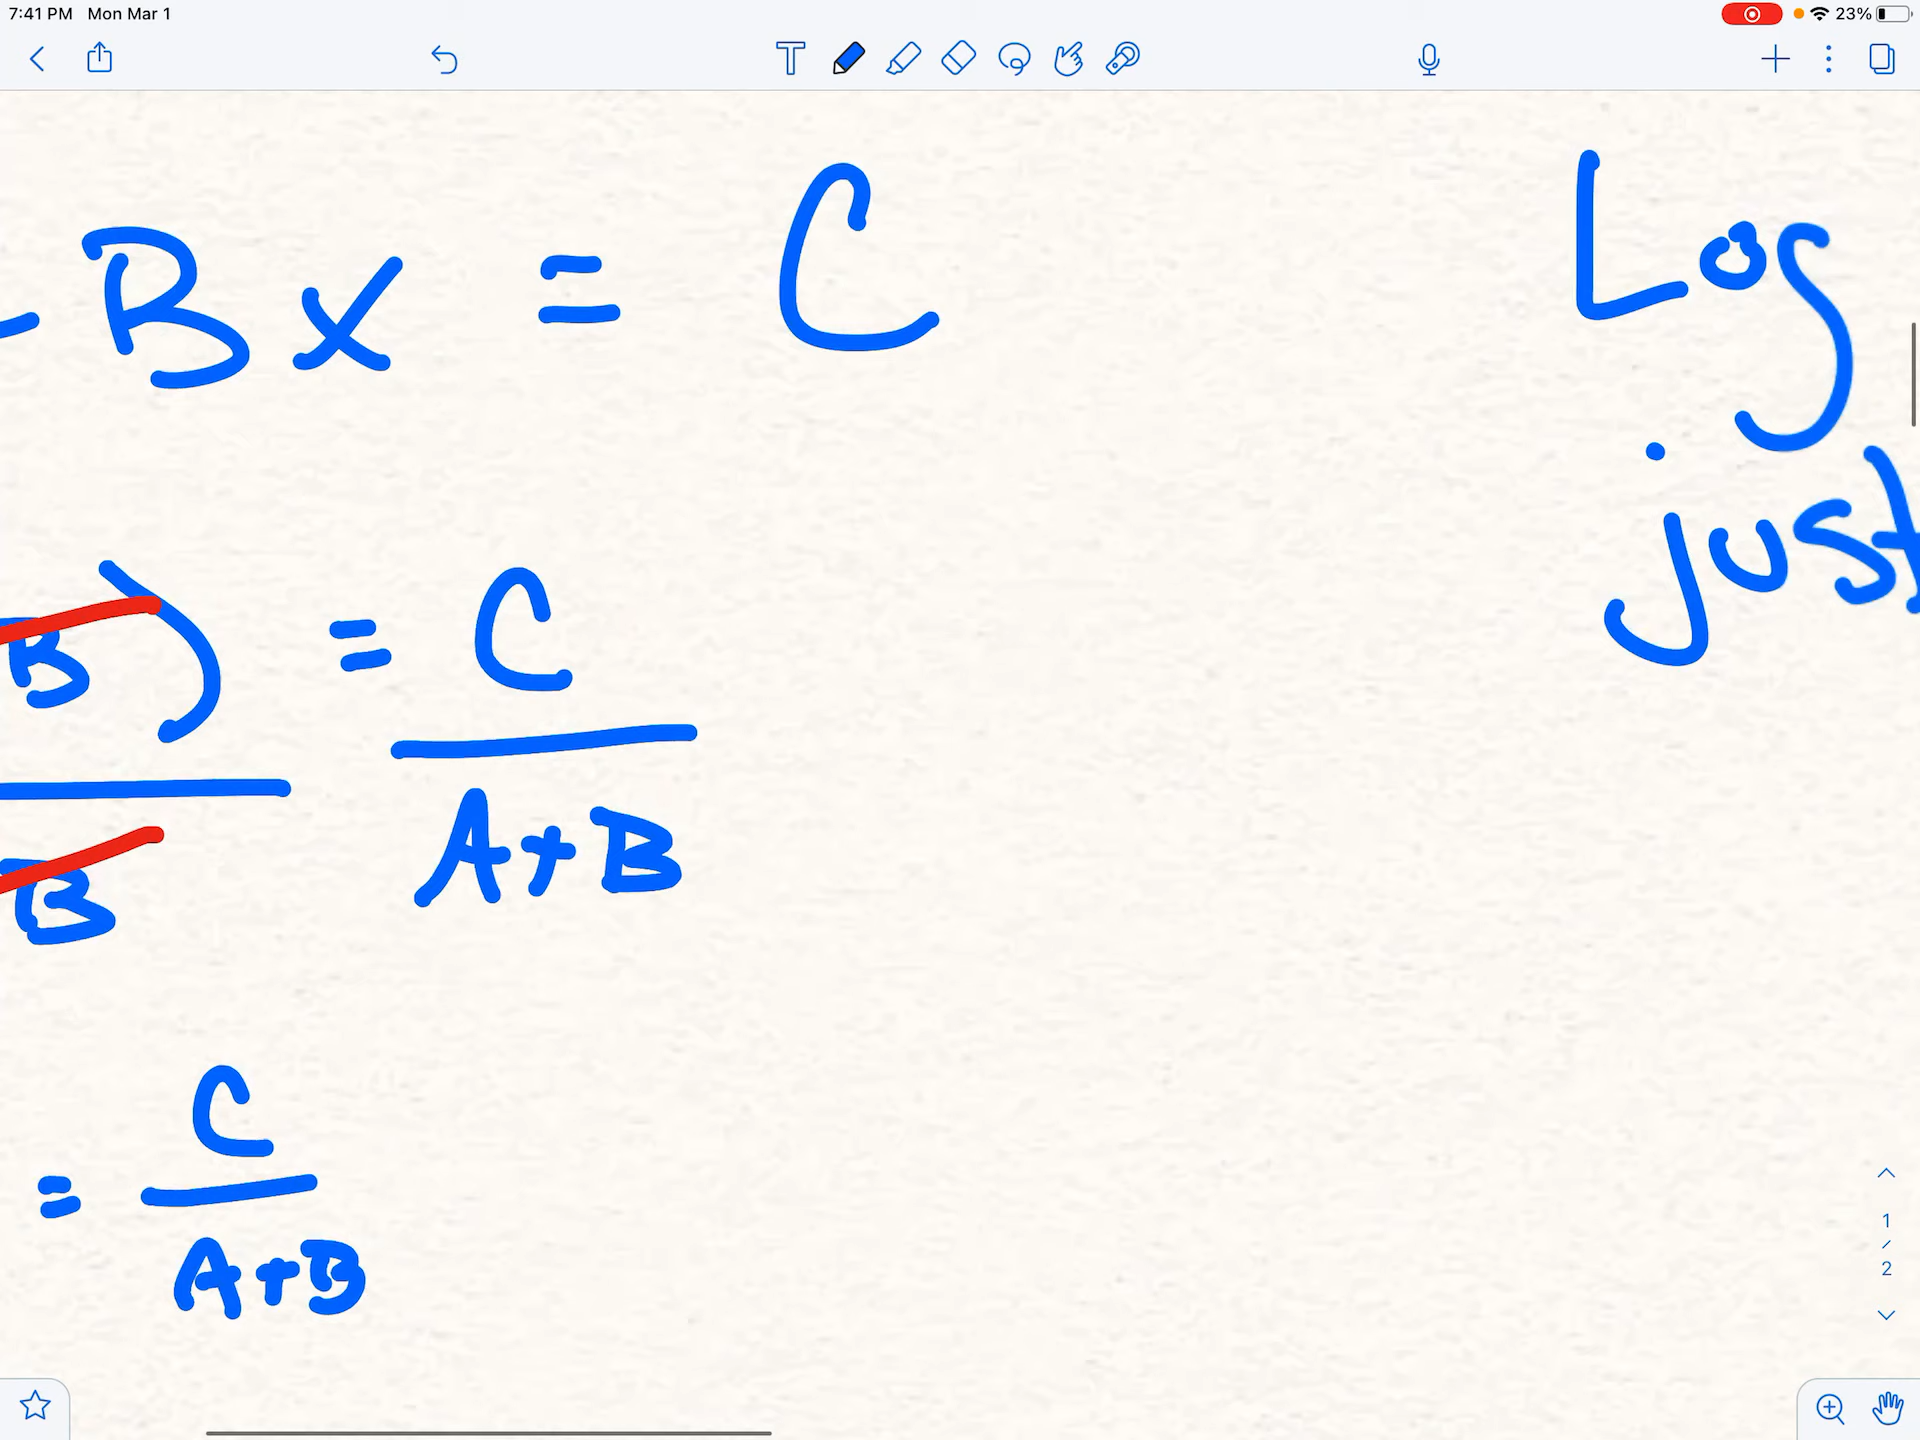 7:41 PM Mon Mar 1
23%
T
- Bx = C
Log
just
B) = C
A+B
B
= C
A+B
1
/
2